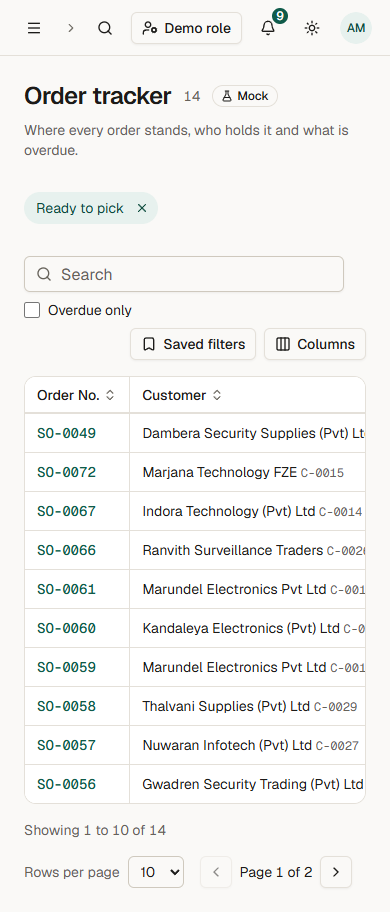 Demo role 9 AM
Order tracker 14 Mock
Where every order stands, who holds it and what is
overdue.
Ready to pick
Search
Overdue only
Saved filters Columns
Order No. Customer
SO-0049 Dambera Security Supplies (Pvt)
SO-0072 Marjana Technology FZE C-0015
SO-0067 Indora Technology (Pvt) Ltd C-0014
SO-0066 Ranvith Surveillance Traders
SO-0061 Marundel Electronics Pvt Ltd
SO-0060 Kandaleya Electronics (Pvt) Ltd
SO-0059 Marundel Electronics Pvt Ltd
SO-0058 Thalvani Supplies (Pvt) Ltd C-0029
SO-0057 Nuwaran Infotech (Pvt) Ltd C-0027
SO-0056 Gwadren Security Trading (Pvt) Ltd
Showing 1 to 10 of 14
Rows per page 10 Page 1 of 2